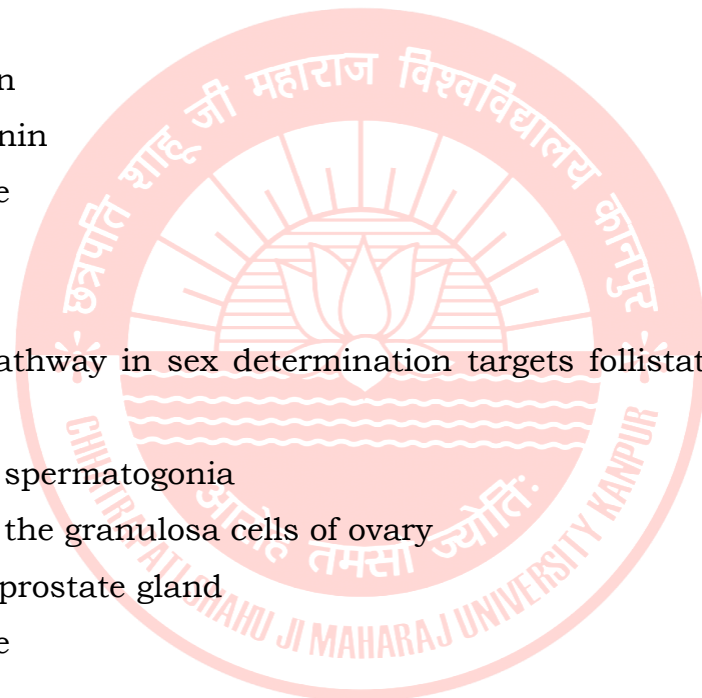 n
nin
e
athway in sex determination targets follistat
spermatogonia
the granulosa cells of ovary
prostate gland
e
छत्रपति शाहू जी महाराज विश्वविद्यालय कानपुर
आरोह तमसो ज्योतिः
CHHATRAPATI SHAHU JI MAHARAJ UNIVERSITY KANPUR